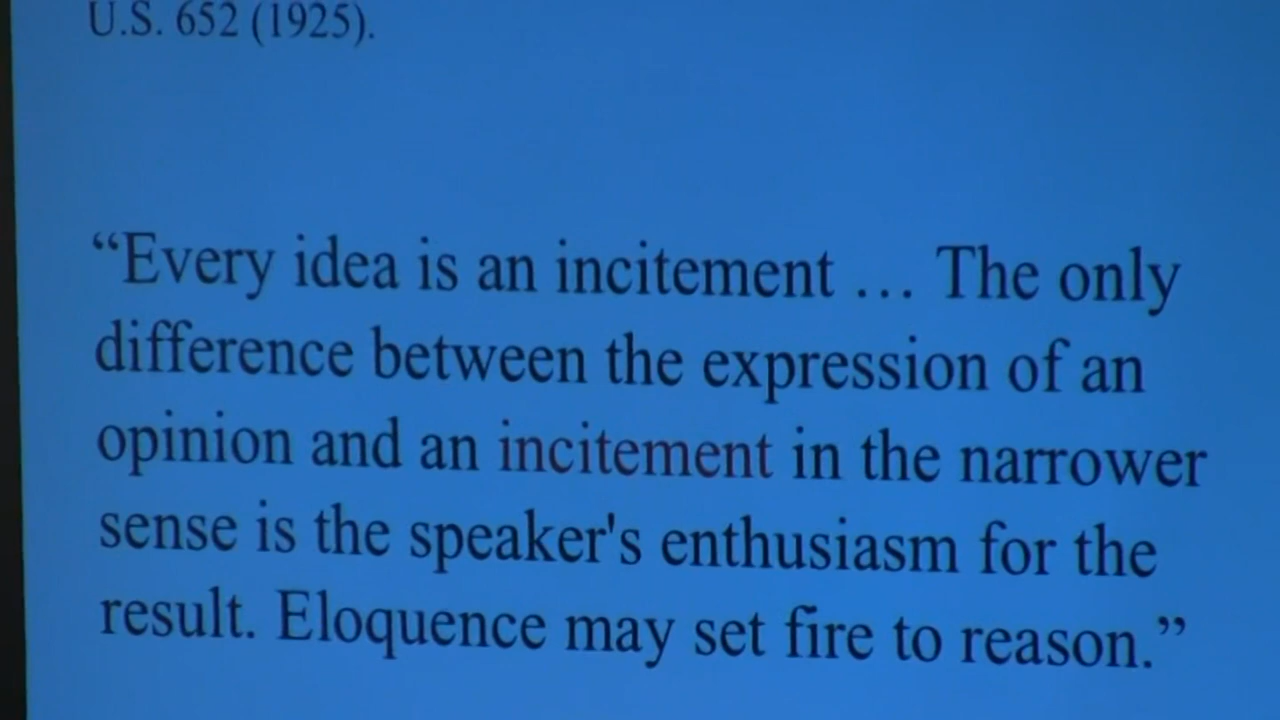 U.S. 652 (1925).
“Every idea is an incitement … The only
difference between the expression of an
opinion and an incitement in the narrower
sense is the speaker's enthusiasm for the
result. Eloquence may set fire to reason.”